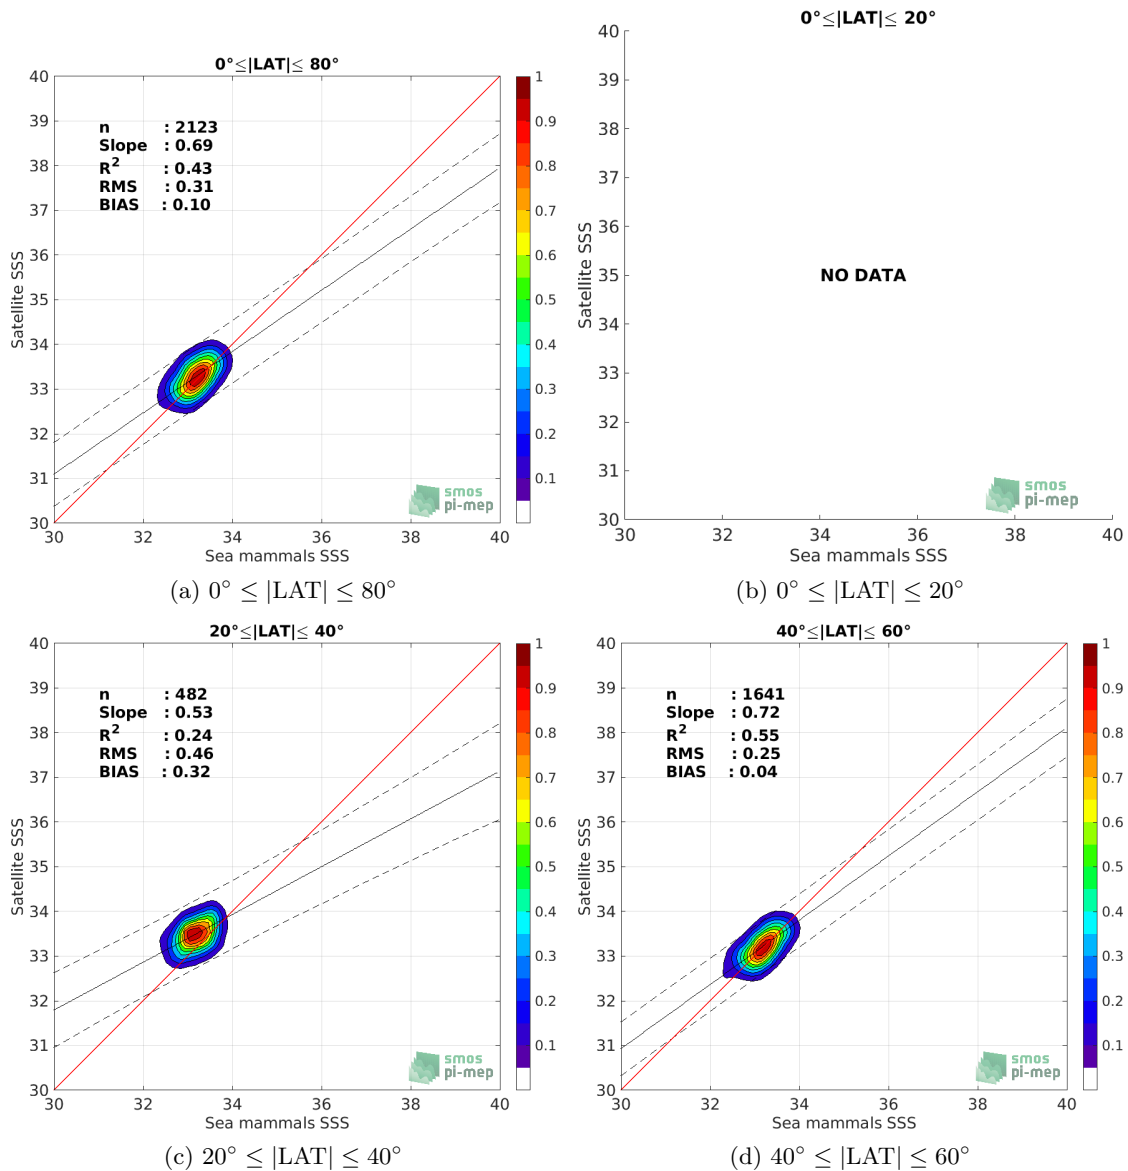 0°≤|LAT|≤ 80°
n : 2123
Slope : 0.69
R² : 0.43
RMS : 0.31
BIAS : 0.10
40
39
38
37
36
35
34
33
32
31
30
Satellite SSS
30 32 34 36 38 40
Sea mammals SSS
1
0.9
0.8
0.7
0.6
0.5
0.4
0.3
0.2
0.1
smos
pi-mep
(a) 0° ≤ |LAT| ≤ 80°
0°≤|LAT|≤ 20°
40
39
38
37
36
35
34
33
32
31
30
Satellite SSS
NO DATA
30 32 34 36 38 40
Sea mammals SSS
smos
pi-mep
(b) 0° ≤ |LAT| ≤ 20°
20°≤|LAT|≤ 40°
n : 482
Slope : 0.53
R² : 0.24
RMS : 0.46
BIAS : 0.32
40
39
38
37
36
35
34
33
32
31
30
Satellite SSS
30 32 34 36 38 40
Sea mammals SSS
1
0.9
0.8
0.7
0.6
0.5
0.4
0.3
0.2
0.1
smos
pi-mep
(c) 20° ≤ |LAT| ≤ 40°
40°≤|LAT|≤ 60°
n : 1641
Slope : 0.72
R² : 0.55
RMS : 0.25
BIAS : 0.04
40
39
38
37
36
35
34
33
32
31
30
Satellite SSS
30 32 34 36 38 40
Sea mammals SSS
1
0.9
0.8
0.7
0.6
0.5
0.4
0.3
0.2
0.1
smos
pi-mep
(d) 40° ≤ |LAT| ≤ 60°